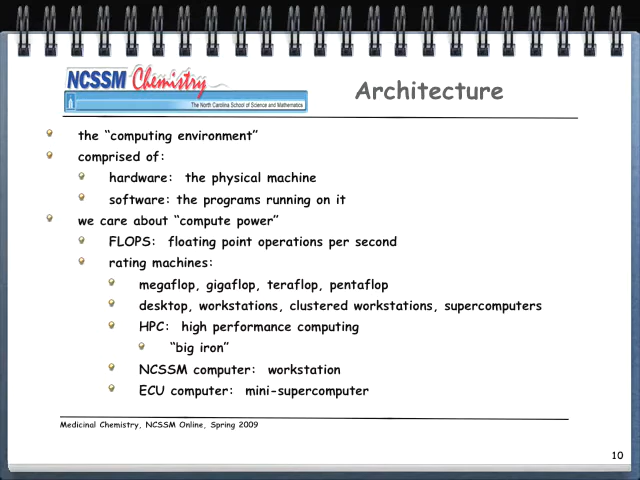 NCSSM Chemistry
The North Carolina School of Science and Mathematics
Architecture
the “computing environment”
comprised of:
hardware: the physical machine
software: the programs running on it
we care about “compute power”
FLOPS: floating point operations per second
rating machines:
megaflop, gigaflop, teraflop, pentaflop
desktop, workstations, clustered workstations, supercomputers
HPC: high performance computing
“big iron”
NCSSM computer: workstation
ECU computer: mini-supercomputer
Medicinal Chemistry, NCSSM Online, Spring 2009
10